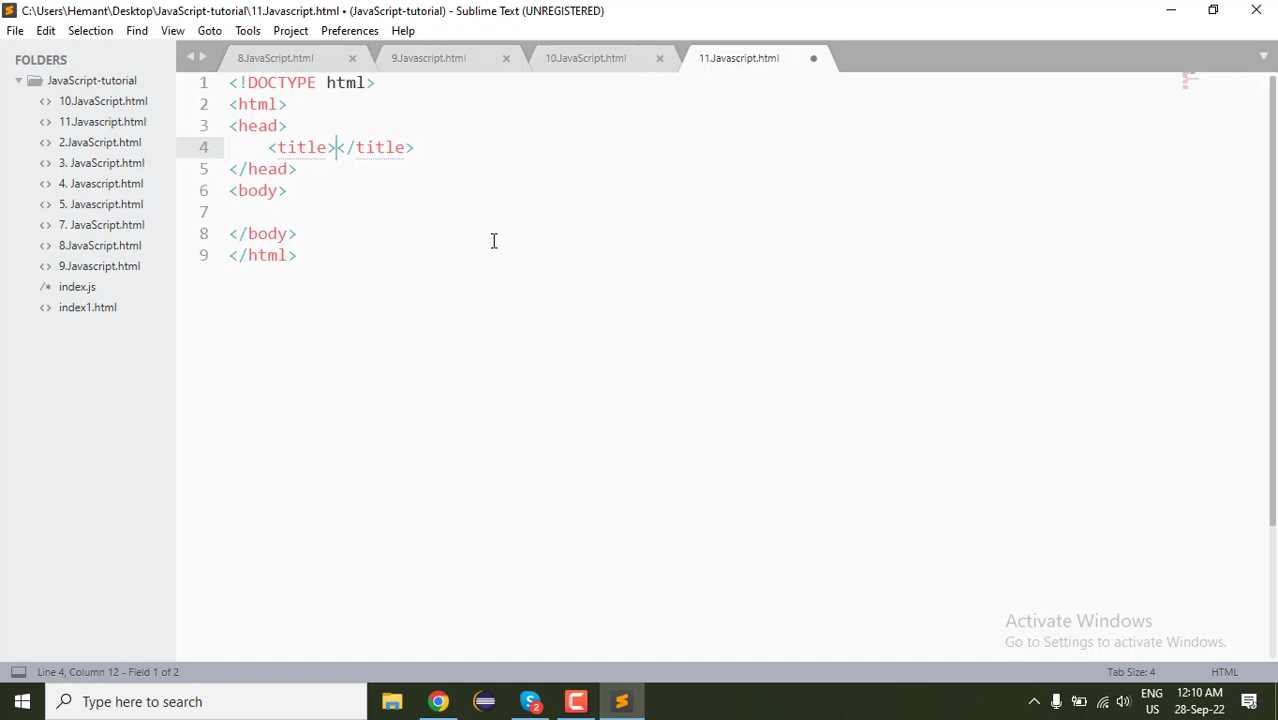 C:\Users\Hemant\Desktop\JavaScript-tutorial\11.Javascript.html • (JavaScript-tutorial) - Sublime Text (UNREGISTERED)
File Edit Selection Find View Goto Tools Project Preferences Help
FOLDERS
JavaScript-tutorial
10.JavaScript.html
11.Javascript.html
2.JavaScript.html
3. JavaScript.html
4. Javascript.html
5. Javascript.html
7. JavaScript.html
8.JavaScript.html
9.Javascript.html
index.js
index1.html
8.JavaScript.html 9.Javascript.html 10.JavaScript.html 11.Javascript.html
1 <!DOCTYPE html>
2 <html>
3 <head>
4 <title></title>
5 </head>
6 <body>
7
8 </body>
9 </html>
Activate Windows
Go to Settings to activate Windows.
Line 4, Column 12 - Field 1 of 2 Tab Size: 4 HTML
Type here to search
2
ENG
US
12:10 AM
28-Sep-22